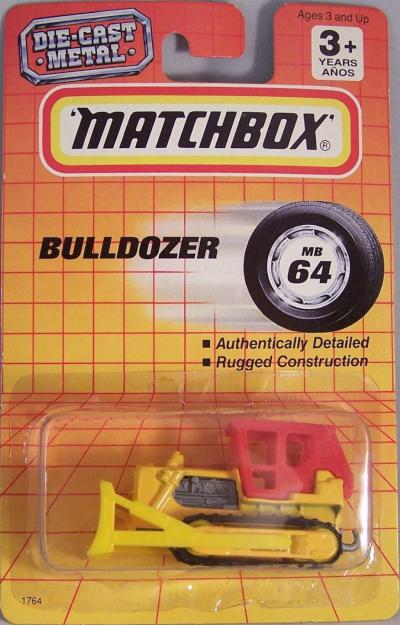 DIE-CAST
METAL
Ages 3 and Up
3+
YEARS
AÑOS
'MATCHBOX'®
BULLDOZER
MB
64
▪ Authentically Detailed
▪ Rugged Construction
1764